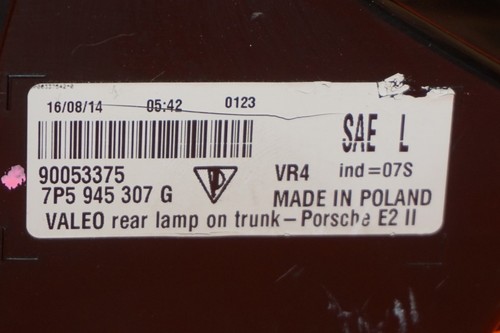 16/08/14 05:42 0123
SAE L
90053375 VR4 ind=07S
7P5 945 307 G MADE IN POLAND
VALEO rear lamp on trunk-Porsche E2 II